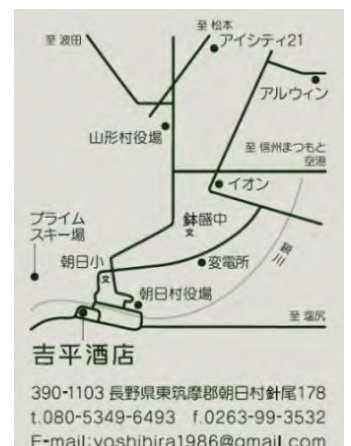 至 松本
至 波田
アイシティ21
アルウィン
山形村役場
至 信州まつもと
空港
イオン
プライム
スキー場
鉢盛中
文
鎖川
朝日小
文
変電所
朝日村役場
至 塩尻
吉平酒店
390-1103 長野県東筑摩郡朝日村針尾178
t.080-5349-6493 f.0263-99-3532
E-mail:yoshihira1986@gmail.com